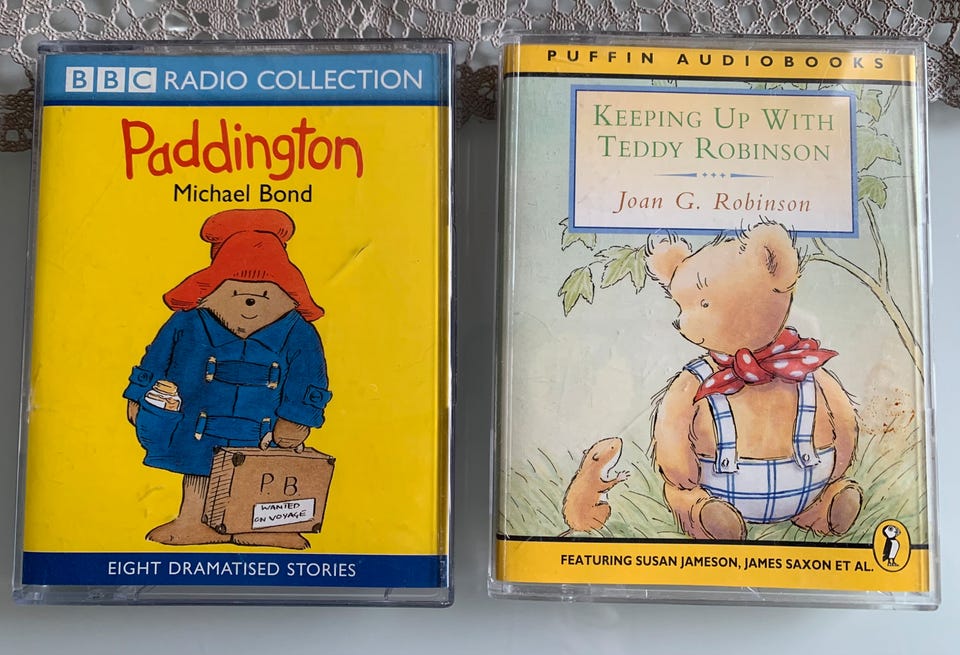 BBC RADIO COLLECTION
Paddington
Michael Bond
P.B
WANTED
ON VOYAGE
EIGHT DRAMATISED STORIES
PUFFIN AUDIOBOOKS
KEEPING UP WITH
TEDDY ROBINSON
Joan G. Robinson
FEATURING SUSAN JAMESON, JAMES SAXON ET AL.